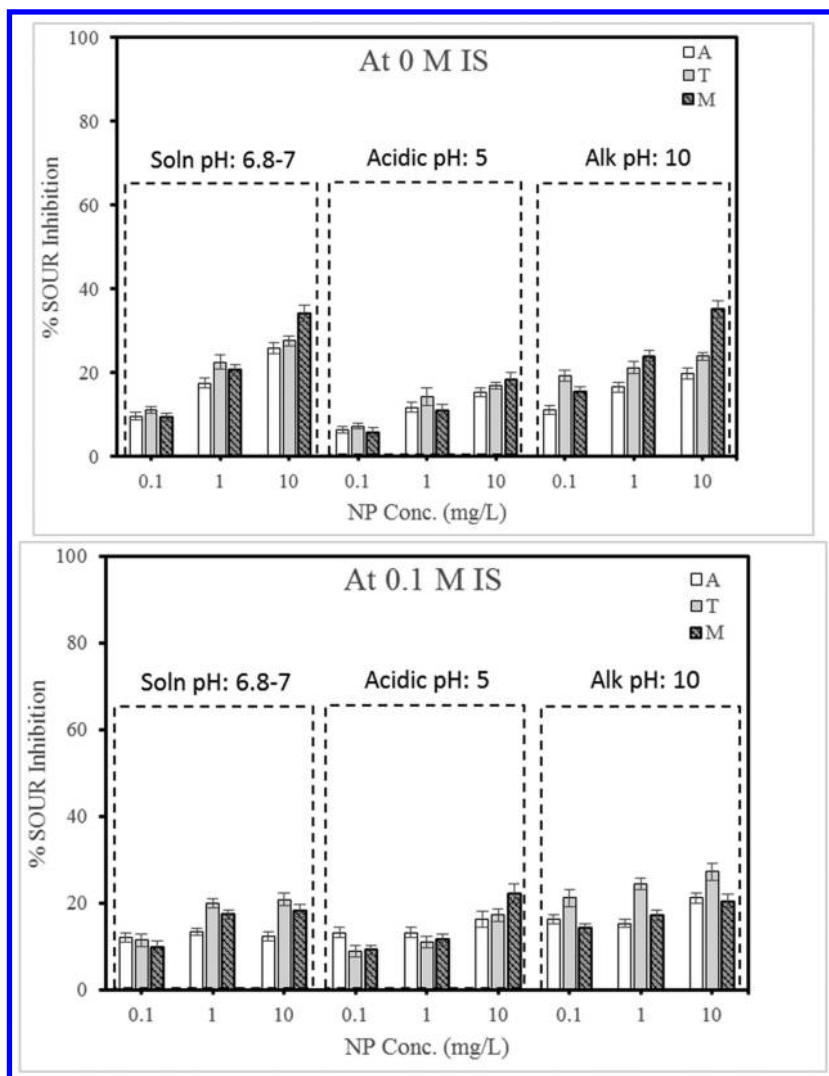 At 0 M IS
A
T
M
Soln pH: 6.8-7
Acidic pH: 5
Alk pH: 10
% SOUR Inhibition
100
80
60
40
20
0
0.1 1 10 0.1 1 10 0.1 1 10
NP Conc. (mg/L)
At 0.1 M IS
A
T
M
Soln pH: 6.8-7
Acidic pH: 5
Alk pH: 10
% SOUR Inhibition
100
80
60
40
20
0
0.1 1 10 0.1 1 10 0.1 1 10
NP Conc. (mg/L)